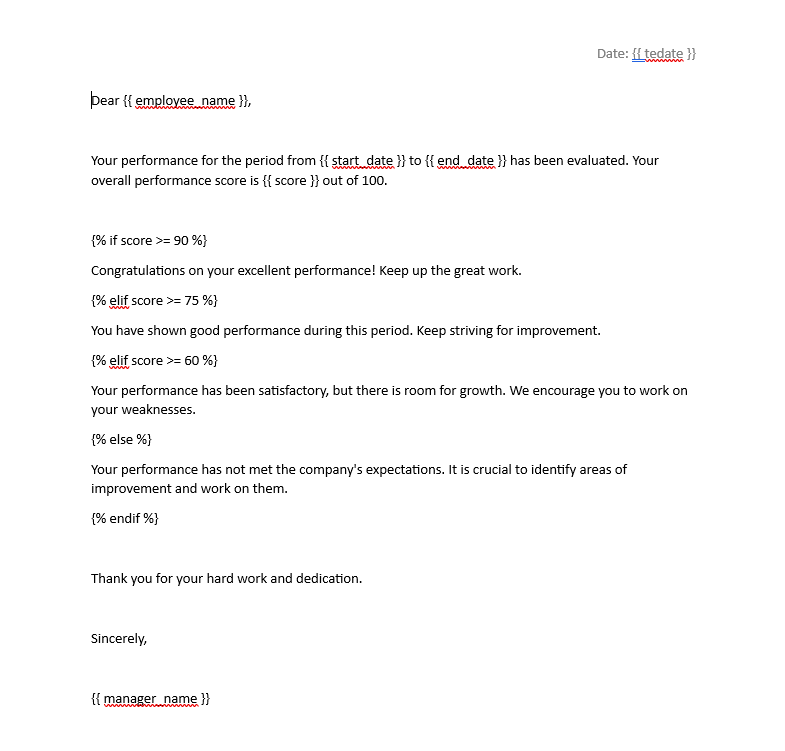 Date: {{ tedate }}
Dear {{ employee_name }},
Your performance for the period from {{ start_date }} to {{ end_date }} has been evaluated. Your
overall performance score is {{ score }} out of 100.
{% if score >= 90 %}
Congratulations on your excellent performance! Keep up the great work.
{% elif score >= 75 %}
You have shown good performance during this period. Keep striving for improvement.
{% elif score >= 60 %}
Your performance has been satisfactory, but there is room for growth. We encourage you to work on
your weaknesses.
{% else %}
Your performance has not met the company's expectations. It is crucial to identify areas of
improvement and work on them.
{% endif %}
Thank you for your hard work and dedication.
Sincerely,
{{ manager_name }}